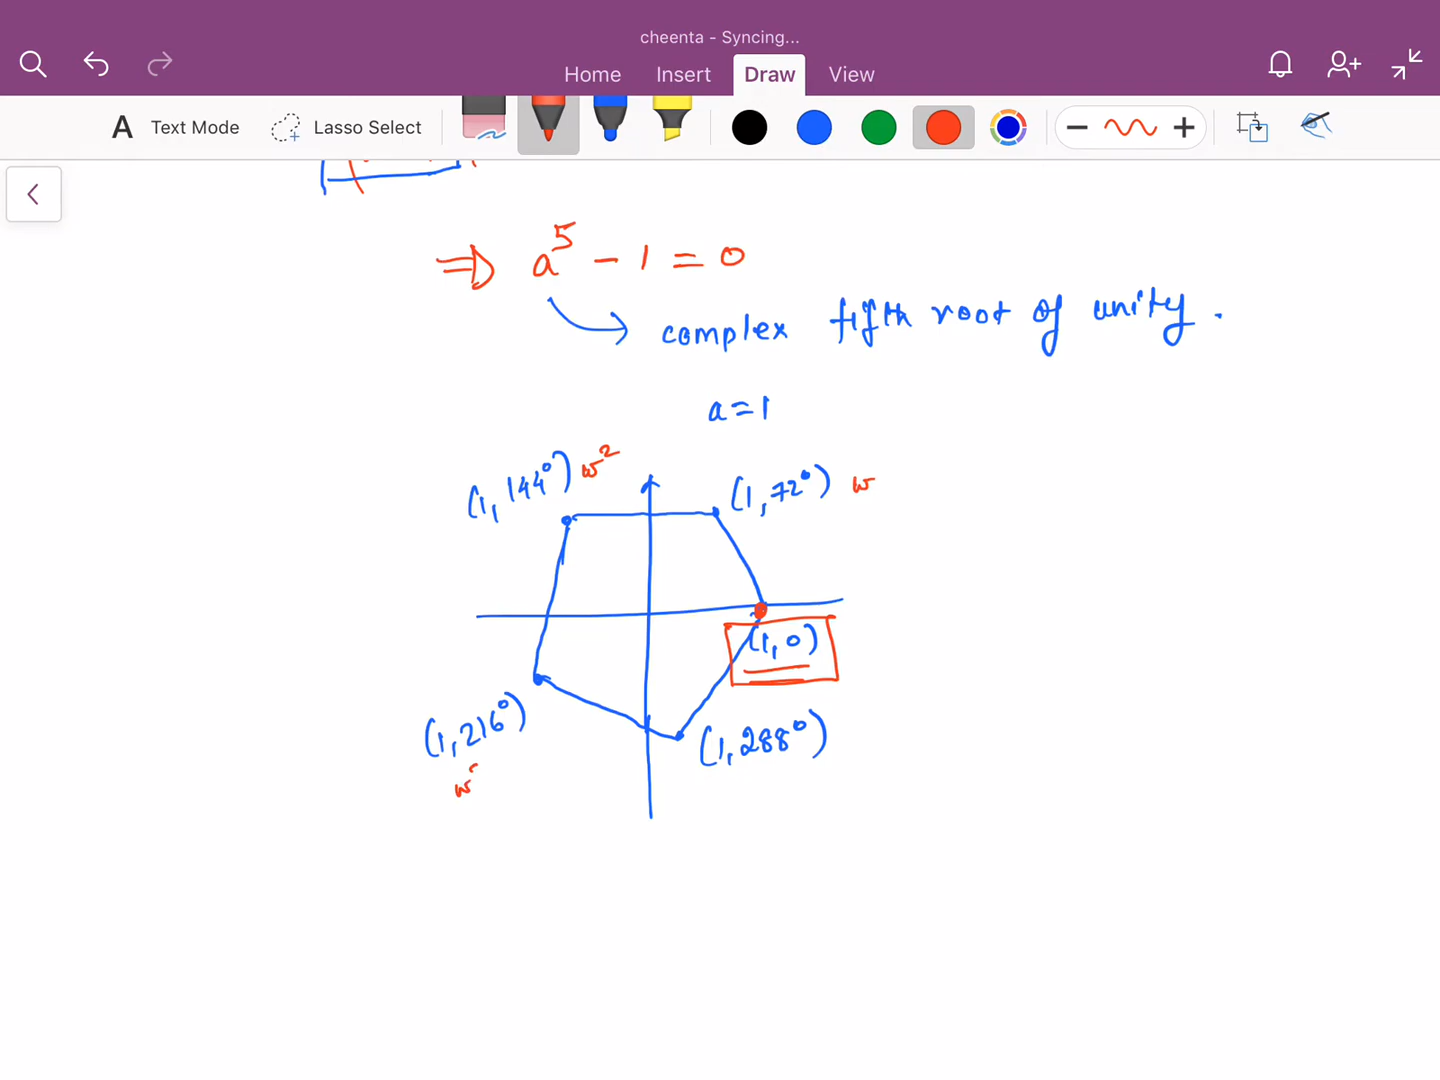 cheenta - Syncing...
Home Insert Draw View
A Text Mode Lasso Select
⇒ a⁵ - 1 = 0
complex fifth root of unity.
a = 1
(1, 144°) w²
(1, 72°) w
(1, 0)
(1, 216°)
(1, 288°)
w